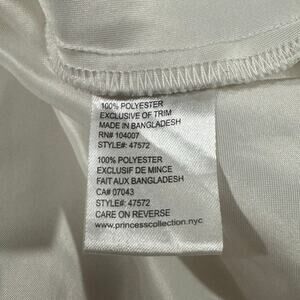 100% POLYESTER
EXCLUSIVE OF TRIM
MADE IN BANGLADESH
RN# 104007
STYLE#: 47572
100% POLYESTER
EXCLUSIF DE MINCE
FAIT AUX BANGLADESH
CA# 07043
STYLE#: 47572
CARE ON REVERSE
www.princesscollection.nyc